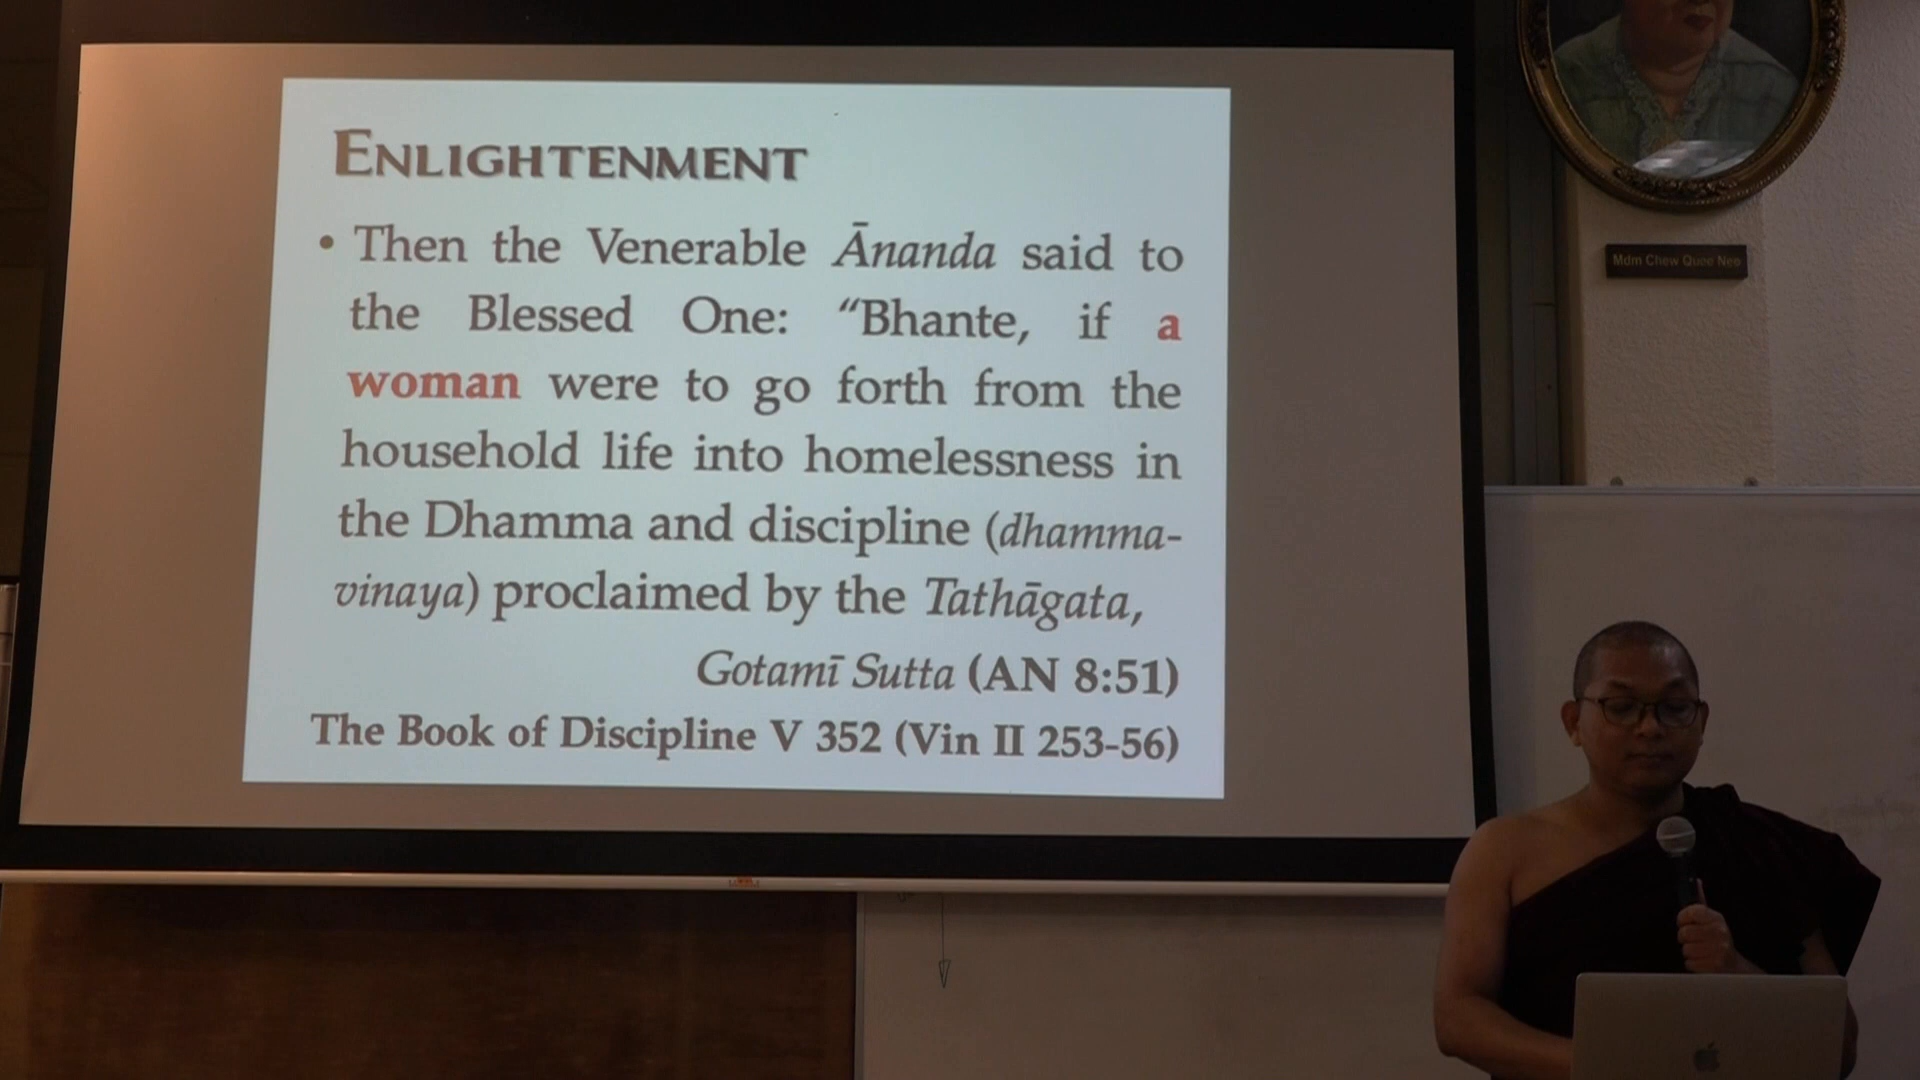 ENLIGHTENMENT
• Then the Venerable Ānanda said to
the Blessed One: “Bhante, if a
woman were to go forth from the
household life into homelessness in
the Dhamma and discipline (dhamma-
vinaya) proclaimed by the Tathāgata,
Gotamī Sutta (AN 8:51)
The Book of Discipline V 352 (Vin II 253-56)
Mdm Chew Quee Neo